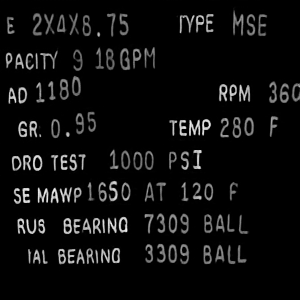 E 2X4X8.75 TYPE MSE
PACITY 9 18GPM
AD 1180 RPM 360
GR. 0.95 TEMP 280 F
DRO TEST 1000 PSI
SE MAWP 1650 AT 120 F
RUS BEARING 7309 BALL
IAL BEARING 3309 BALL